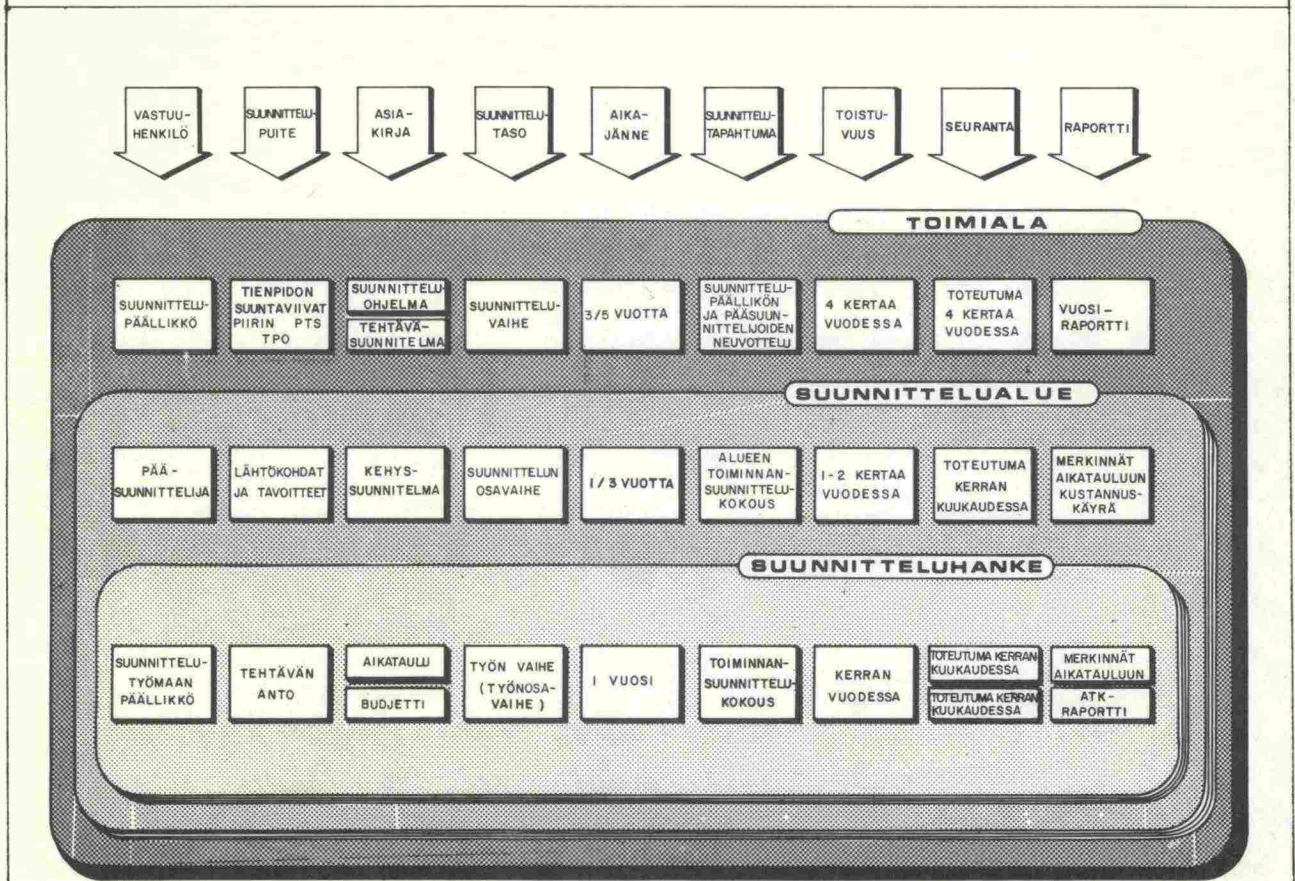 VASTUU-
HENKILÖ
SUUNNITTELU-
PUITE
ASIA-
KIRJA
SUUNNITTELU-
TASO
AIKA-
JÄNNE
SUUNNITTELU-
TAPAHTUMA
TOISTU-
VUUS
SEURANTA
RAPORTTI
TOIMIALA
SUUNNITTELU-
PÄÄLLIKKÖ
TIENPIDON
SUUNTAVIIVAT
PIIRIN PTS
TPO
SUUNNITTELU-
OHJELMA
TEHTÄVÄ-
SUUNNITELMA
SUUNNITTELU-
VAIHE
3/5 VUOTTA
SUUNNITTELU-
PÄÄLLIKÖN
JA PÄÄSUUN-
NITTELIJOIDEN
NEUVOTTELU
4 KERTAA
VUODESSA
TOTEUTUMA
4 KERTAA
VUODESSA
VUOSI-
RAPORTTI
SUUNNITTELUALUE
PÄÄ-
SUUNNITTELIJA
LÄHTÖKOHDAT
JA TAVOITTEET
KEHYS-
SUUNNITELMA
SUUNNITTELUN
OSAVAIHE
1/3 VUOTTA
ALUEEN
TOIMINNAN-
SUUNNITTELU-
KOKOUS
1-2 KERTAA
VUODESSA
TOTEUTUMA
KERRAN
KUUKAUDESSA
MERKINNÄT
AIKATAULUUN
KUSTANNUS-
KÄYRÄ
SUUNNITTELUHANKE
SUUNNITTELU-
TYÖMAAN
PÄÄLLIKKÖ
TEHTÄVÄN
ANTO
AIKATAULU
BUDJETTI
TYÖN VAIHE
(TYÖNOSA-
VAIHE)
1 VUOSI
TOIMINNAN-
SUUNNITTELU-
KOKOUS
KERRAN
VUODESSA
TOTEUTUMA KERRAN
KUUKAUDESSA
TOTEUTUMA KERRAN
KUUKAUDESSA
MERKINNÄT
AIKATAULUUN
ATK-
RAPORTTI